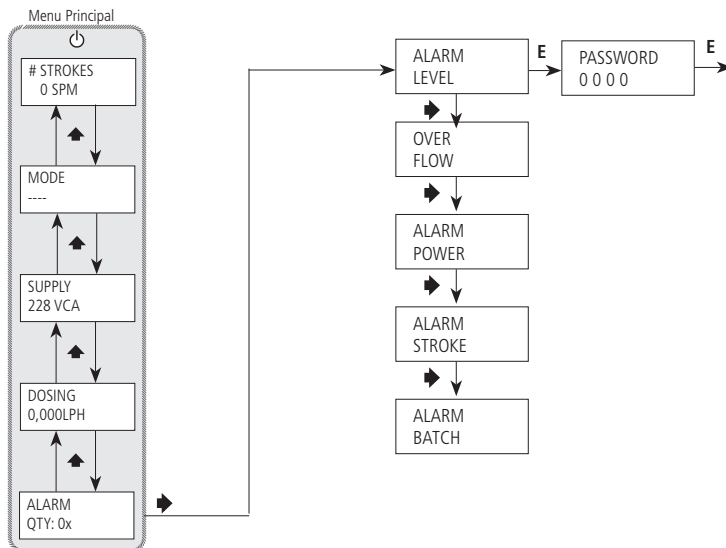 Menu Principal
# STROKES
0 SPM
MODE
----
SUPPLY
228 VCA
DOSING
0,000LPH
ALARM
QTY: 0x
ALARM
LEVEL
E
PASSWORD
0 0 0 0
E
OVER
FLOW
ALARM
POWER
ALARM
STROKE
ALARM
BATCH